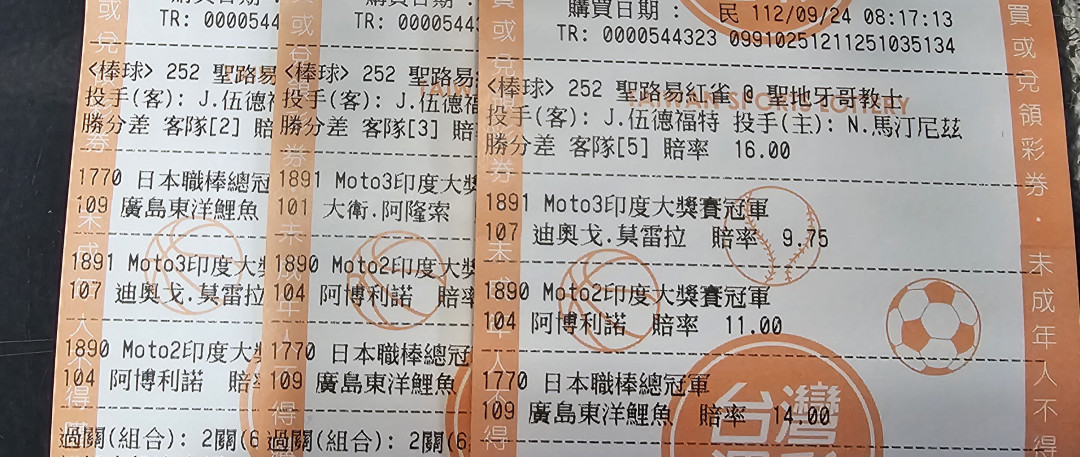 TR: 0000544
<棒球> 252 聖路易
投手(客): J.伍德
勝分差 客隊[2] 賠
1770 日本職棒總冠
109 廣島東洋鯉魚
1891 Moto3印度大獎
107 迪奧戈.莫雷拉
1890 Moto2印度大
104 阿博利諾 賠
過關(組合): 2關(6
TR: 0000544
<棒球> 252 聖路易
投手(客): J.伍德
勝分差 客隊[3] 賠
1891 Moto3印度大獎
101 大衛.阿隆索
1890 Moto2印度大獎
104 阿博利諾 賠率
1770 日本職棒總冠
109 廣島東洋鯉魚
過關(組合): 2關(6
購買日期 : 民 112/09/24 08:17:13
TR: 0000544323 09910251211251035134
<棒球> 252 聖路易紅雀 @ 聖地牙哥教士
TAIWAN SPORTS LOTTERY
投手(客): J.伍德福特 投手(主): N.馬汀尼茲
勝分差 客隊[5] 賠率 16.00
1891 Moto3印度大獎賽冠軍
107 迪奧戈.莫雷拉 賠率 9.75
1890 Moto2印度大獎賽冠軍
104 阿博利諾 賠率 11.00
1770 日本職棒總冠軍
109 廣島東洋鯉魚 賠率 14.00
台灣
買或兌領彩券.未成年人不得